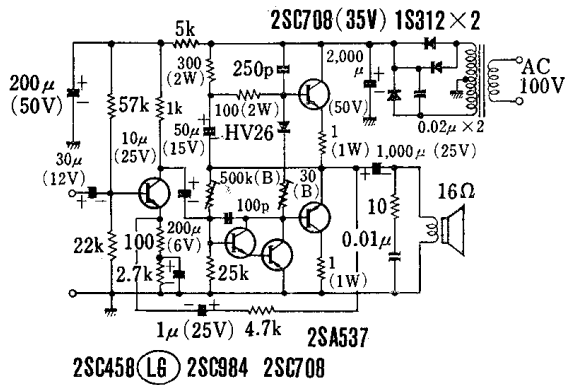 2SC708(35V) 1S312×2
5k
2,000
μ
(50V)
300
(2W)
250p
AC
100V
200μ
(50V)
57k
1k
100(2W)
0.02μ×2
10μ
(25V)
50μ
(15V)
HV26
1
(1W)
1,000μ (25V)
30μ
(12V)
500k(B)
30
(B)
16Ω
100p
10
22k
100
200μ
(6V)
0.01μ
2.7k
25k
1
(1W)
1μ(25V)
4.7k
2SA537
2SC458 LG 2SC984 2SC708